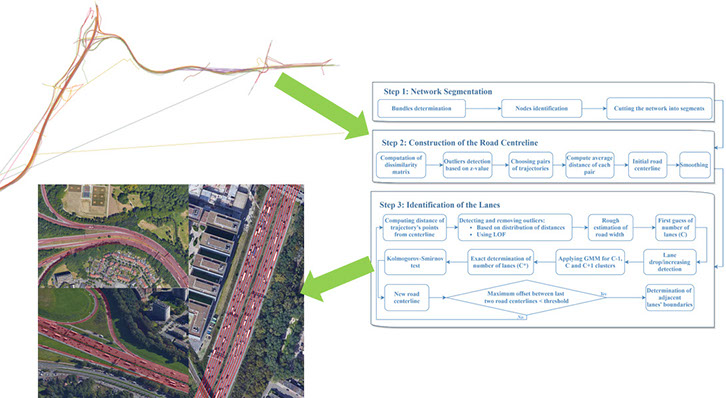 Step 1: Network Segmentation
Bundles determination
Nodes identification
Cutting the network into segments
Step 2: Construction of the Road Centreline
Computation of
dissimilarity
matrix
Outliers detection
based on z-value
Choosing pairs
of trajectories
Compute average
distance of each
pair
Initial road
centerline
Smoothing
Step 3: Identification of the Lanes
Computing distance of
trajectory's points
from centerline
Detecting and removing outliers:
• Based on distribution of distances
• Using LOF
Rough
estimation of
road width
First guess of
number of
lanes (C)
Kolmogorov-Smirnov
test
Exact determination of
number of lanes (C*)
Applying GMM for C-1,
C and C+1 clusters
Lane
drop/increasing
detection
New road
centerline
Maximum offset between last
two road centerlines < threshold
Yes
No
Determination of
adjacent
lanes' boundaries